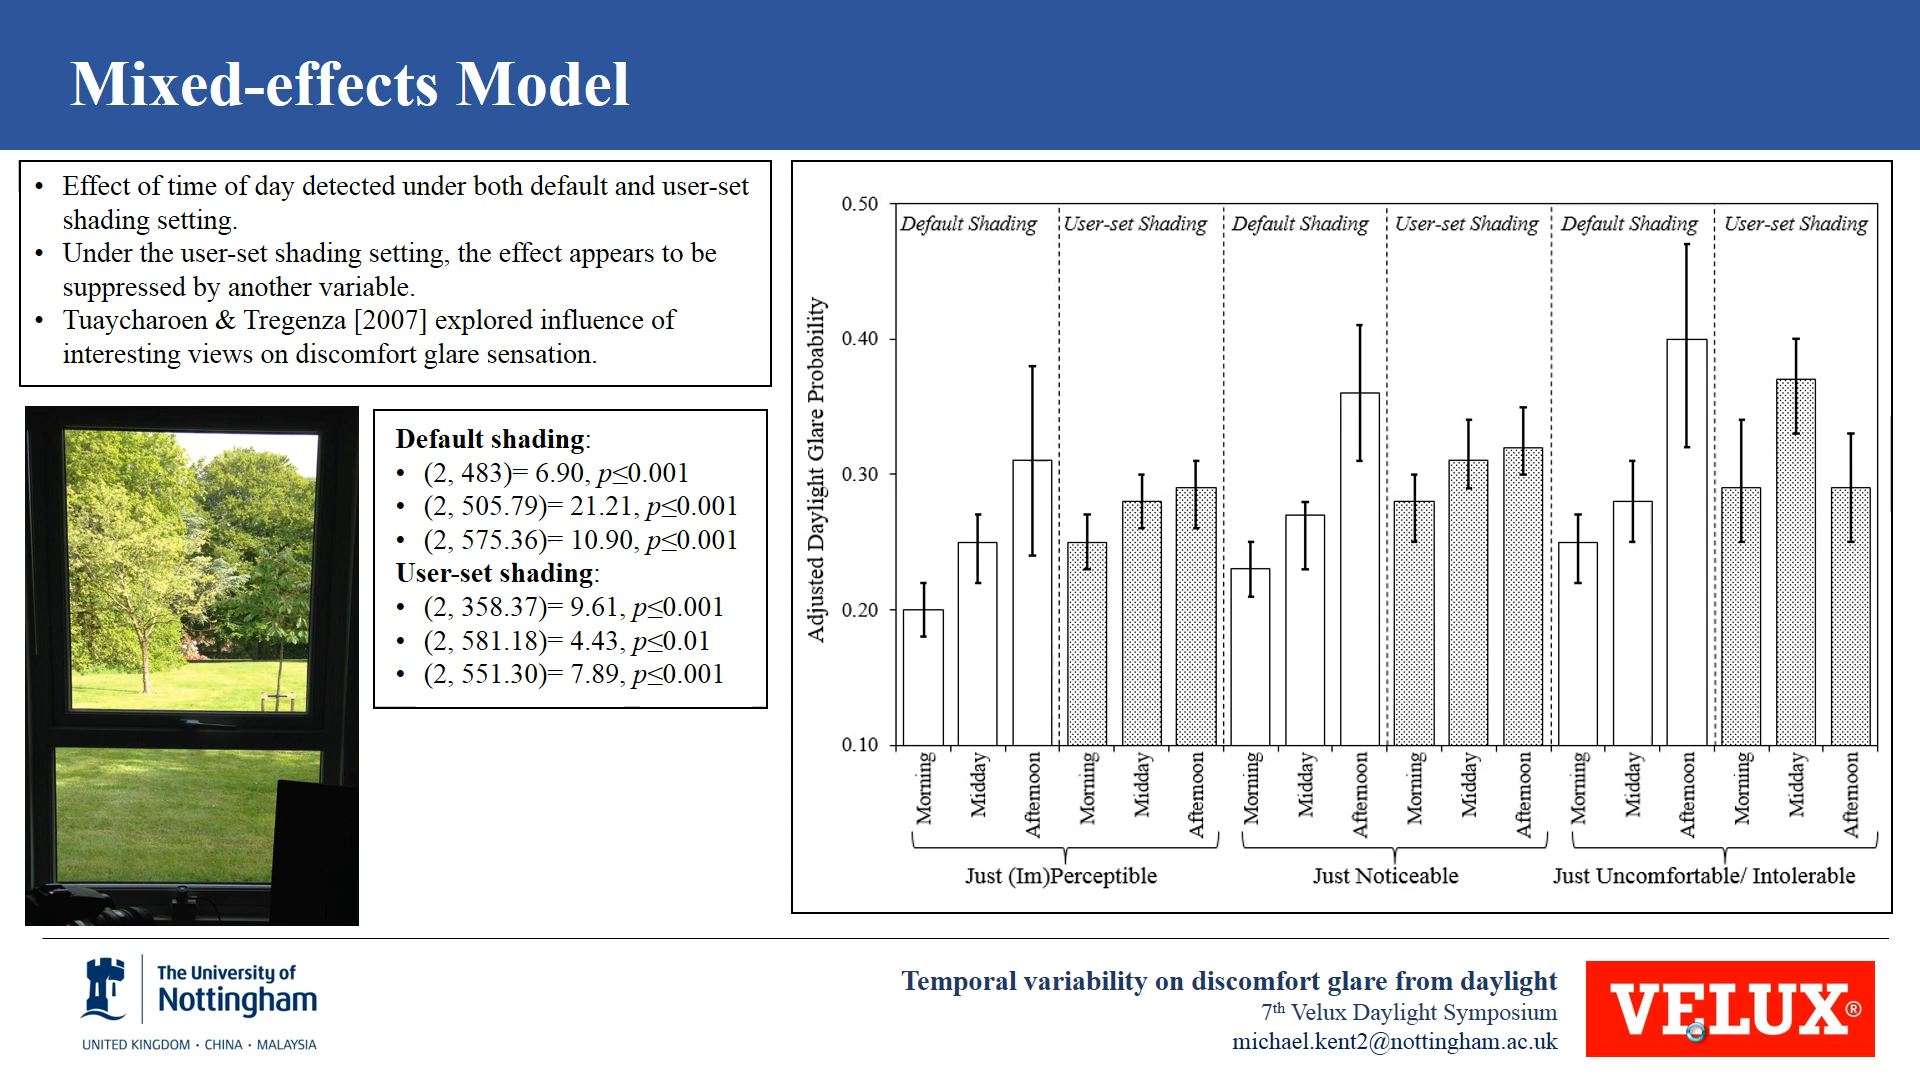 Mixed-effects Model
• Effect of time of day detected under both default and user-set
shading setting.
• Under the user-set shading setting, the effect appears to be
suppressed by another variable.
• Tuaycharoen & Tregenza [2007] explored influence of
interesting views on discomfort glare sensation.
Default shading:
• (2, 483)= 6.90, p≤0.001
• (2, 505.79)= 21.21, p≤0.001
• (2, 575.36)= 10.90, p≤0.001
User-set shading:
• (2, 358.37)= 9.61, p≤0.001
• (2, 581.18)= 4.43, p≤0.01
• (2, 551.30)= 7.89, p≤0.001
Adjusted Daylight Glare Probability
0.50
0.40
0.30
0.20
0.10
Default Shading User-set Shading Default Shading User-set Shading Default Shading User-set Shading
Morning Midday Afternoon Morning Midday Afternoon Morning Midday Afternoon Morning Midday Afternoon Morning Midday Afternoon Morning Midday Afternoon
Just (Im)Perceptible Just Noticeable Just Uncomfortable/ Intolerable
The University of
Nottingham
UNITED KINGDOM · CHINA · MALAYSIA
Temporal variability on discomfort glare from daylight
7th Velux Daylight Symposium
michael.kent2@nottingham.ac.uk
VELUX®